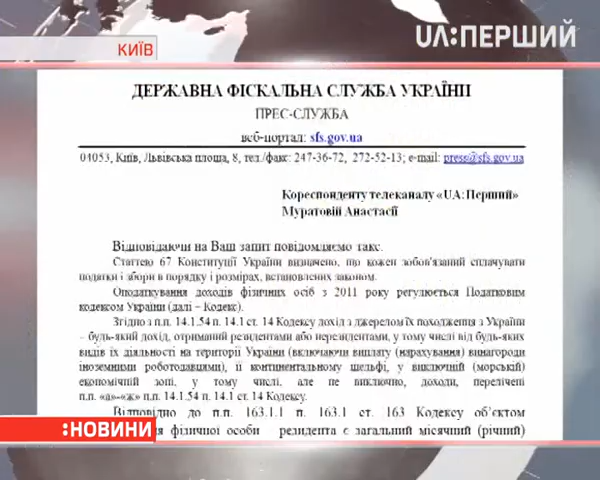 КИЇВ
UA:ПЕРШИЙ
ДЕРЖАВНА ФІСКАЛЬНА СЛУЖБА УКРАЇНИ
ПРЕС-СЛУЖБА
веб-портал: sfs.gov.ua
04053, Київ, Львівська площа, 8, тел./факс: 247-36-72, 272-52-13; e-mail: press@sfs.gov.ua
Кореспонденту телеканалу «UA:Перший»
Муратовій Анастасії
Відповідаючи на Ваш запит повідомляємо таке.
Статтею 67 Конституції України визначено, що кожен зобов'язаний сплачувати
податки і збори в порядку і розмірах, встановлених законом.
Оподаткування доходів фізичних осіб з 2011 року регулюється Податковим
кодексом України (далі – Кодекс).
Згідно з п.п. 14.1.54 п. 14.1 ст. 14 Кодексу дохід з джерелом їх походження з України
– будь-який дохід, отриманий резидентами або нерезидентами, у тому числі від будь-яких
видів їх діяльності на території України (включаючи виплату (нарахування) винагороди
іноземними роботодавцями), її континентальному шельфі, у виключній (морській)
економічній зоні, у тому числі, але не виключно, доходи, перелічені
п.п. «а»-«ж» п.п. 14.1.54 п. 14.1 ст. 14 Кодексу.
Відповідно до п.п. 163.1.1 п. 163.1 ст. 163 Кодексу об'єктом
фізичної особи – резидента є загальний місячний (річний)
:НОВИНИ